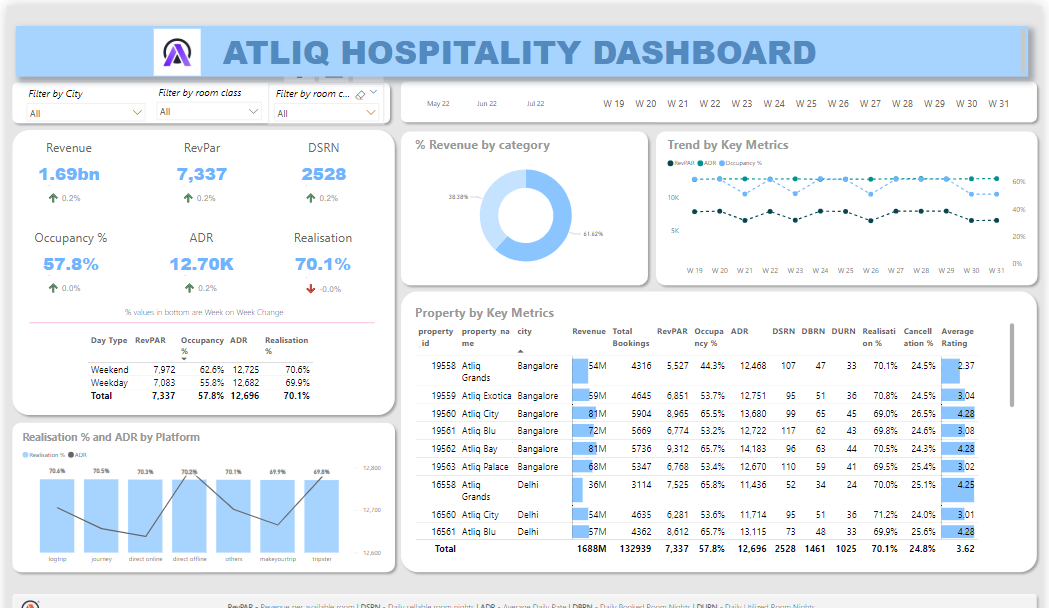 ATLIQ HOSPITALITY DASHBOARD
Filter by City
Filter by room class
Filter by room c...
All
All
All
May 22 Jun 22 Jul 22
W 19 W 20 W 21 W 22 W 23 W 24 W 25 W 26 W 27 W 28 W 29 W 30 W 31
Revenue RevPar DSRN
1.69bn 7,337 2528
0.2% 0.2% 0.2%
Occupancy % ADR Realisation
57.8% 12.70K 70.1%
0.0% 0.2% -0.0%
% values in bottom are Week on Week Change
Day Type RevPAR Occupancy % ADR Realisation %
Weekend 7,972 62.6% 12,725 70.6%
Weekday 7,083 55.8% 12,682 69.9%
Total 7,337 57.8% 12,696 70.1%
% Revenue by category
38.38%
61.62%
Trend by Key Metrics
RevPAR ADR Occupancy %
10K
5K
60%
40%
20%
0%
W 19 W 20 W 21 W 22 W 23 W 24 W 25 W 26 W 27 W 28 W 29 W 30 W 31
Realisation % and ADR by Platform
Realisation % ADR
70.6% 70.5% 70.3% 70.2% 70.1% 69.9% 69.8%
12,800
12,700
12,600
logtrip journey direct online direct offline others makeyourtrip tripster
Property by Key Metrics
property_id property_name city Revenue Total Bookings RevPAR Occupancy % ADR DSRN DBRN DURN Realisation % Cancellation % Average Rating
19558 Atliq Grands Bangalore 54M 4316 5,527 44.3% 12,468 107 47 33 70.1% 24.5% 2.37
19559 Atliq Exotica Bangalore 59M 4645 6,851 53.7% 12,751 95 51 36 70.8% 24.5% 3.04
19560 Atliq City Bangalore 81M 5904 8,965 65.5% 13,680 99 65 45 69.0% 26.5% 4.28
19561 Atliq Blu Bangalore 72M 5669 6,774 53.2% 12,722 117 62 43 69.8% 24.6% 3.08
19562 Atliq Bay Bangalore 81M 5736 9,312 65.7% 14,183 96 63 44 70.5% 24.3% 4.28
19563 Atliq Palace Bangalore 68M 5347 6,768 53.4% 12,670 110 59 41 69.5% 25.4% 3.02
16558 Atliq Grands Delhi 36M 3114 7,525 65.8% 11,436 52 34 24 70.0% 25.1% 4.25
16560 Atliq City Delhi 54M 4635 6,281 53.6% 11,714 95 51 36 71.2% 24.0% 3.01
16561 Atliq Blu Delhi 57M 4362 8,612 65.7% 13,115 73 48 33 69.9% 25.6% 4.28
Total 1688M 132939 7,337 57.8% 12,696 2528 1461 1025 70.1% 24.8% 3.62
RevPAR - Revenue per available room | DSRN - Daily sellable room nights | ADR - Average Daily Rate | DBRN - Daily Booked Room Nights | DURN - Daily Utilized Room Nights